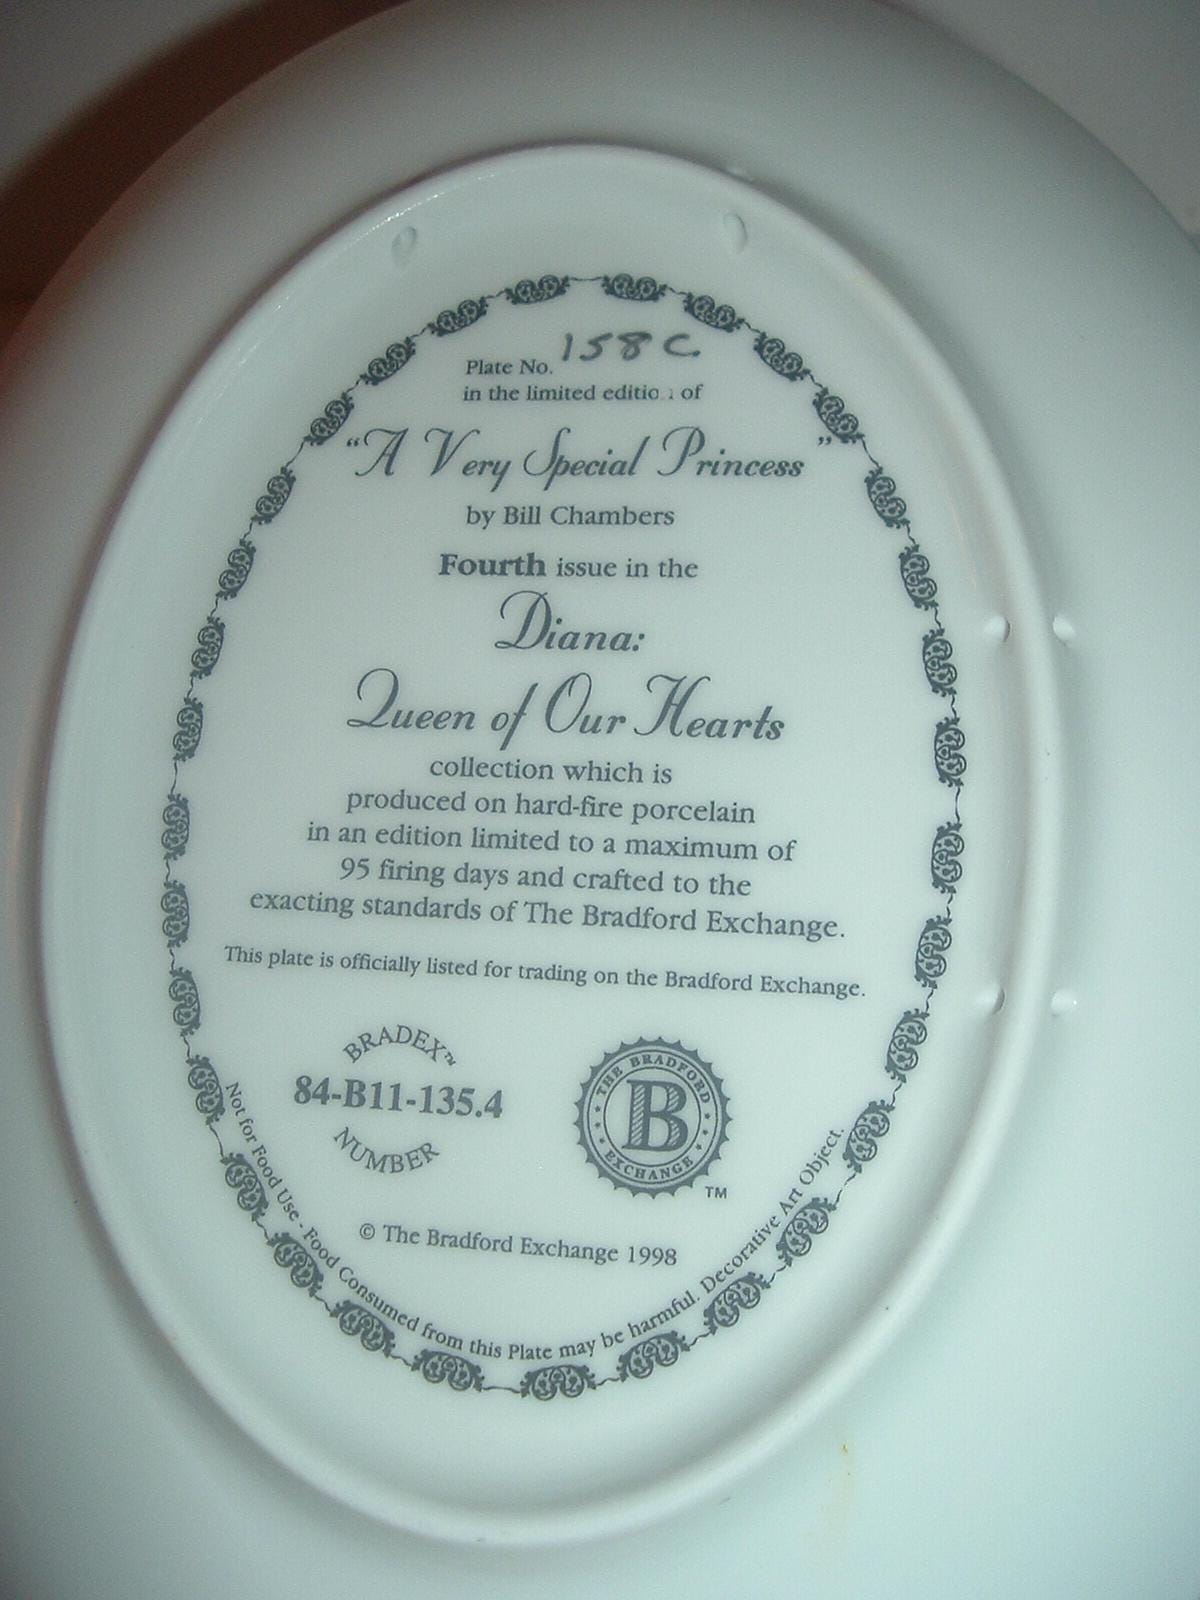 Plate No. 158C.
in the limited edition of
“A Very Special Princess”
by Bill Chambers
Fourth issue in the
Diana:
Queen of Our Hearts
collection which is
produced on hard-fire porcelain
in an edition limited to a maximum of
95 firing days and crafted to the
exacting standards of The Bradford Exchange.
This plate is officially listed for trading on the Bradford Exchange.
BRADEX™
84-B11-135.4
NUMBER
THE BRADFORD
B
EXCHANGE
TM
© The Bradford Exchange 1998
Not for Food Use - Food Consumed from this Plate may be harmful. Decorative Art Object.